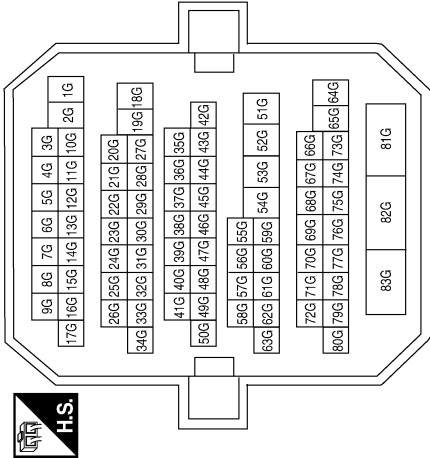 H.S.
9G 8G 7G 6G 5G 4G 3G
17G 16G 15G 14G 13G 12G 11G 10G 2G 1G
26G 25G 24G 23G 22G 21G 20G
34G 33G 32G 31G 30G 29G 28G 27G 19G 18G
41G 40G 39G 38G 37G 36G 35G
50G 49G 48G 47G 46G 45G 44G 43G 42G
58G 57G 56G 55G
63G 62G 61G 60G 59G 54G 53G 52G 51G
72G 71G 70G 69G 68G 67G 66G
80G 79G 78G 77G 76G 75G 74G 73G 65G 64G
83G 82G 81G